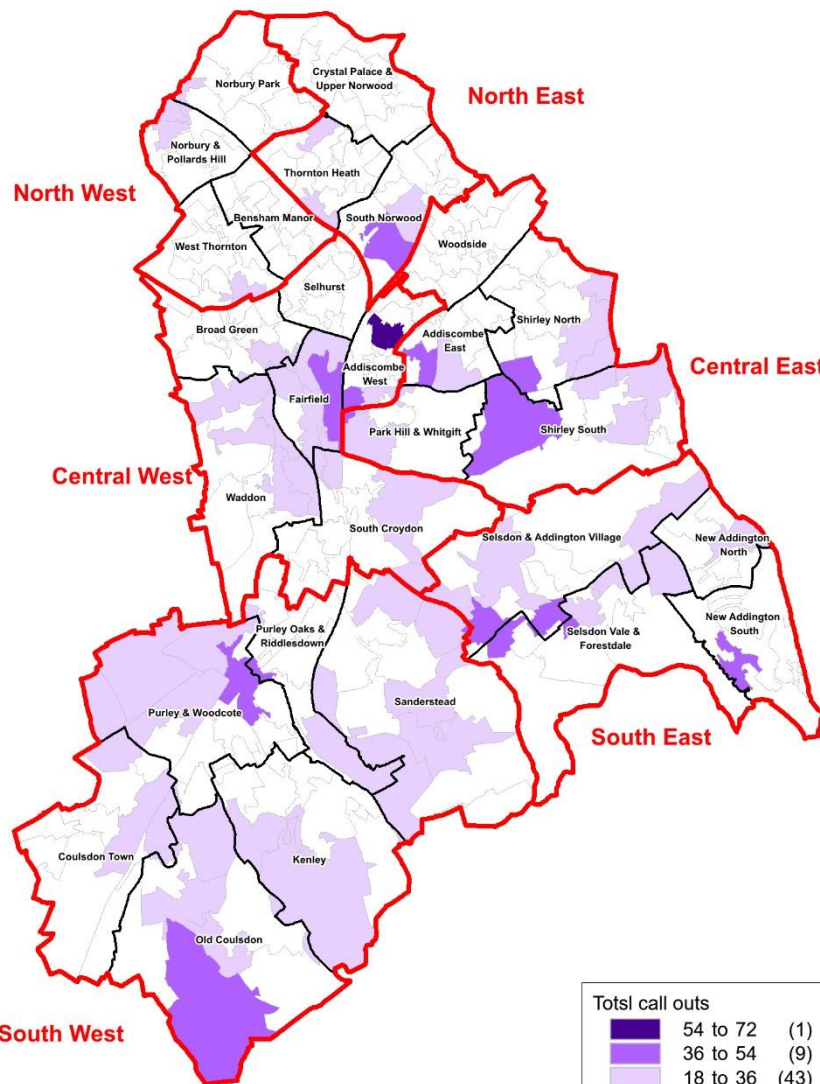 Crystal Palace &
Upper Norwood
Norbury Park
North East
Norbury &
Pollards Hill
Thornton Heath
North West
Bensham Manor
South Norwood
West Thornton
Woodside
Selhurst
Shirley North
Broad Green
Addiscombe
East
Addiscombe
West
Central East
Fairfield
Park Hill & Whitgift
Shirley South
Central West
Waddon
South Croydon
Selsdon & Addington Village
New Addington
North
Purley Oaks &
Riddlesdown
Selsdon Vale &
Forestdale
New Addington
South
Sanderstead
Purley & Woodcote
South East
Coulsdon Town
Kenley
Old Coulsdon
South West
Totsl call outs
54 to 72 (1)
36 to 54 (9)
18 to 36 (43)